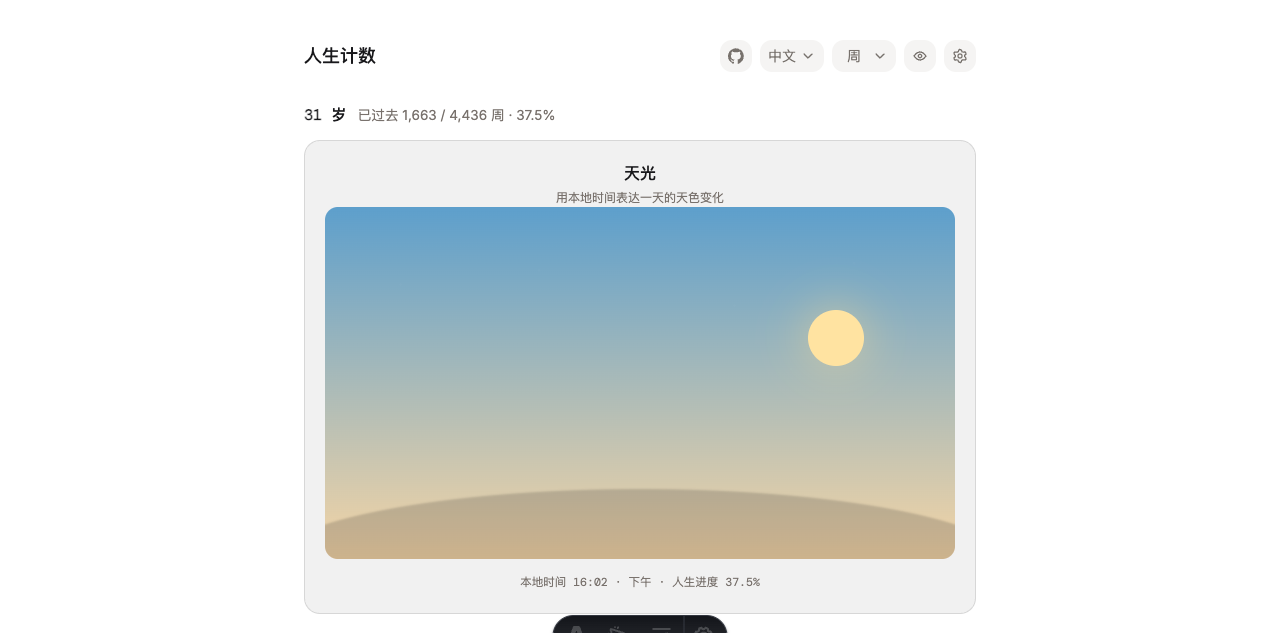 人生计数
中文
周
31 岁 已过去 1,663 / 4,436 周 · 37.5%
天光
用本地时间表达一天的天色变化
本地时间 16:02 · 下午 · 人生进度 37.5%